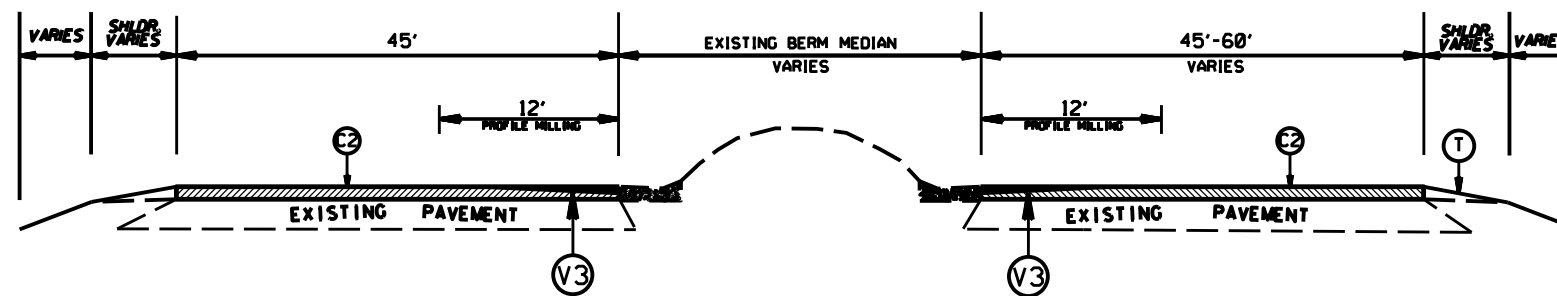 VARIES
SHLDR.
VARIES
45'
EXISTING BERM MEDIAN
VARIES
45'-60'
VARIES
SHLDR.
VARIES
VARIE
12'
PROFILE MILLING
12'
PROFILE MILLING
C2
C2
T
EXISTING PAVEMENT
EXISTING PAVEMENT
V3
V3